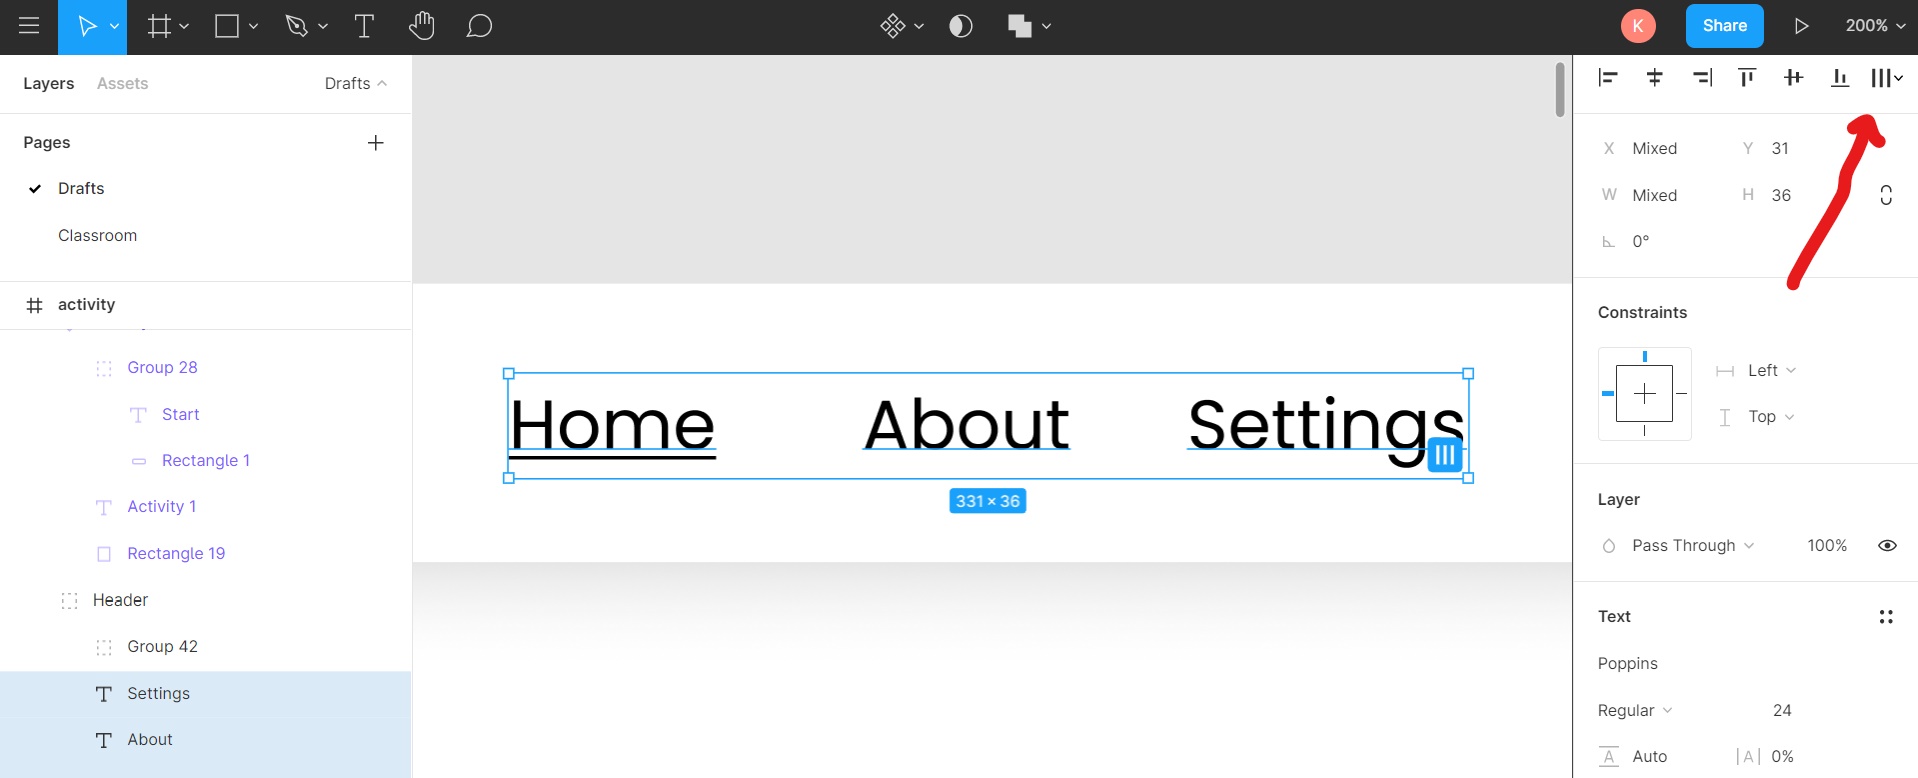 K
Share
200%
Layers Assets Drafts
Pages
Drafts
Classroom
activity
Group 28
Start
Rectangle 1
Activity 1
Rectangle 19
Header
Group 42
Settings
About
Home About Settings
331 × 36
X Mixed Y 31
W Mixed H 36
0°
Constraints
Left
Top
Layer
Pass Through 100%
Text
Poppins
Regular 24
A Auto |A| 0%